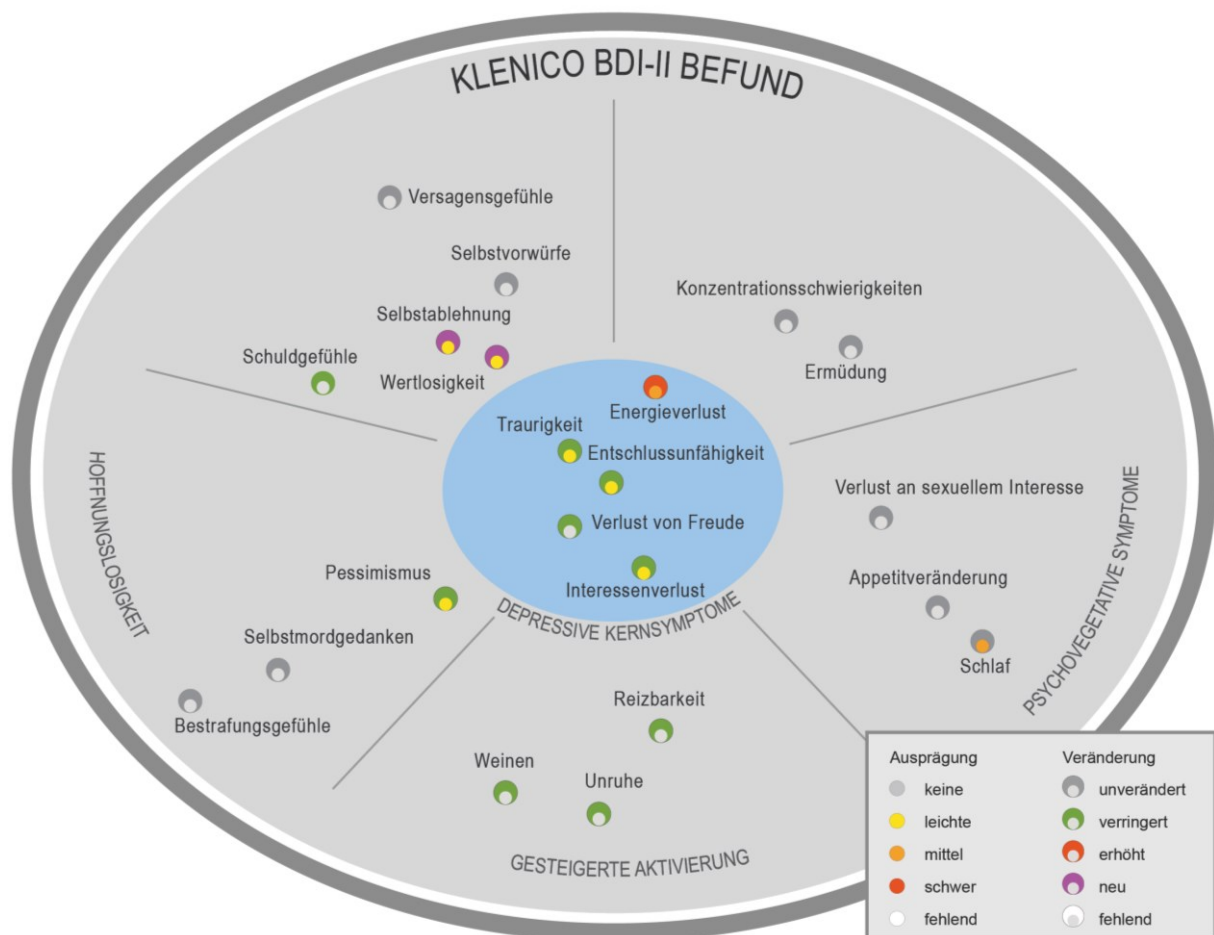 KLENICO BDI-II BEFUND
Versagensgefühle
Selbstvorwürfe
Selbstablehnung
Schuldgefühle
Wertlosigkeit
Konzentrationsschwierigkeiten
Ermüdung
Energieverlust
Traurigkeit
Entschlussunfähigkeit
Verlust von Freude
Interessenverlust
DEPRESSIVE KERNSYMPTOME
HOFFNUNGSLOSIGKEIT
Pessimismus
Selbstmordgedanken
Bestrafungsgefühle
Verlust an sexuellem Interesse
Appetitveränderung
Schlaf
PSYCHOVEGETATIVE SYMPTOME
Reizbarkeit
Weinen
Unruhe
GESTEIGERTE AKTIVIERUNG
Ausprägung
keine
leichte
mittel
schwer
fehlend
Veränderung
unverändert
verringert
erhöht
neu
fehlend